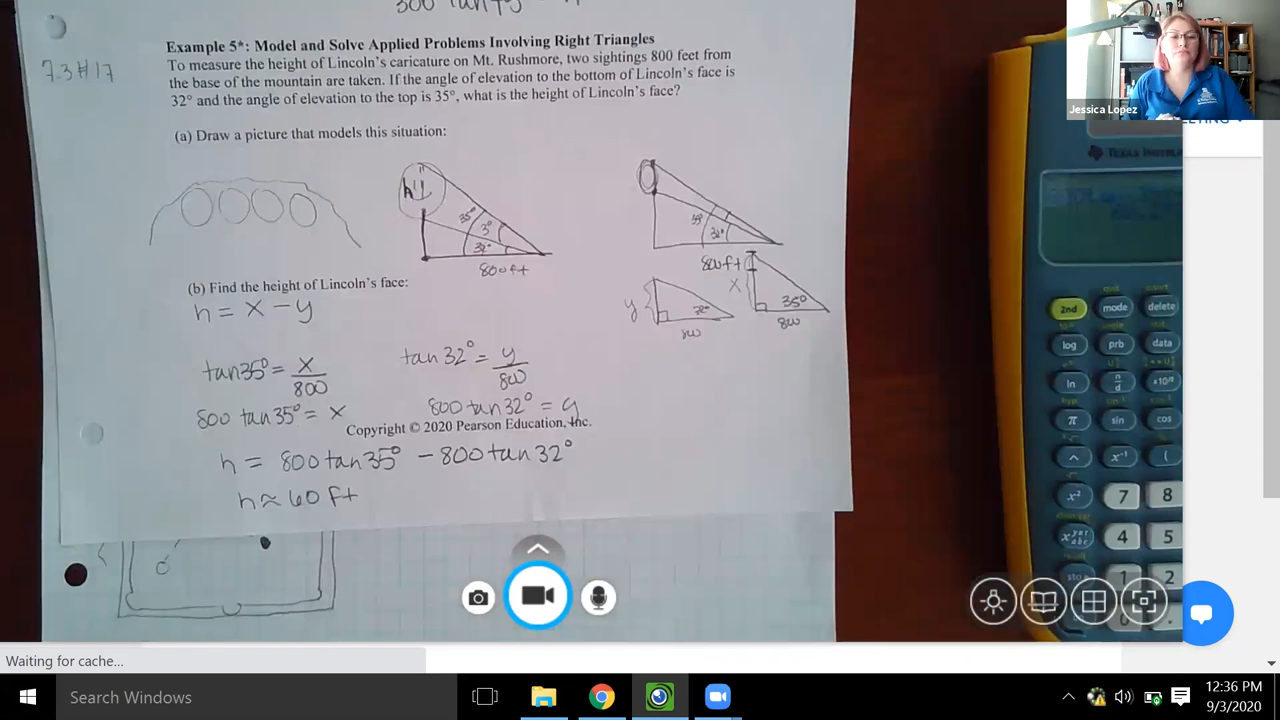 300 tan
Example 5*: Model and Solve Applied Problems Involving Right Triangles
7.3 #17
To measure the height of Lincoln's caricature on Mt. Rushmore, two sightings 800 feet from
the base of the mountain are taken. If the angle of elevation to the bottom of Lincoln's face is
32° and the angle of elevation to the top is 35°, what is the height of Lincoln's face?
(a) Draw a picture that models this situation:
h
35°
3°
32°
800 ft
35°
32°
800 ft
x
35°
800
y
32°
800
(b) Find the height of Lincoln's face:
h = x - y
tan 35° = x/800
tan 32° = y/800
800 tan 35° = x
800 tan 32° = y
Copyright © 2020 Pearson Education, Inc.
h = 800 tan 35° - 800 tan 32°
h ≈ 60 ft
Jessica Lopez
TEXAS INSTRUM
2nd
mode
delete
log
prb
data
ln
n/d
π
sin
cos
^
x⁻¹
(
x²
7
8
4
5
sto
1
2
Waiting for cache...
Search Windows
12:36 PM
9/3/2020